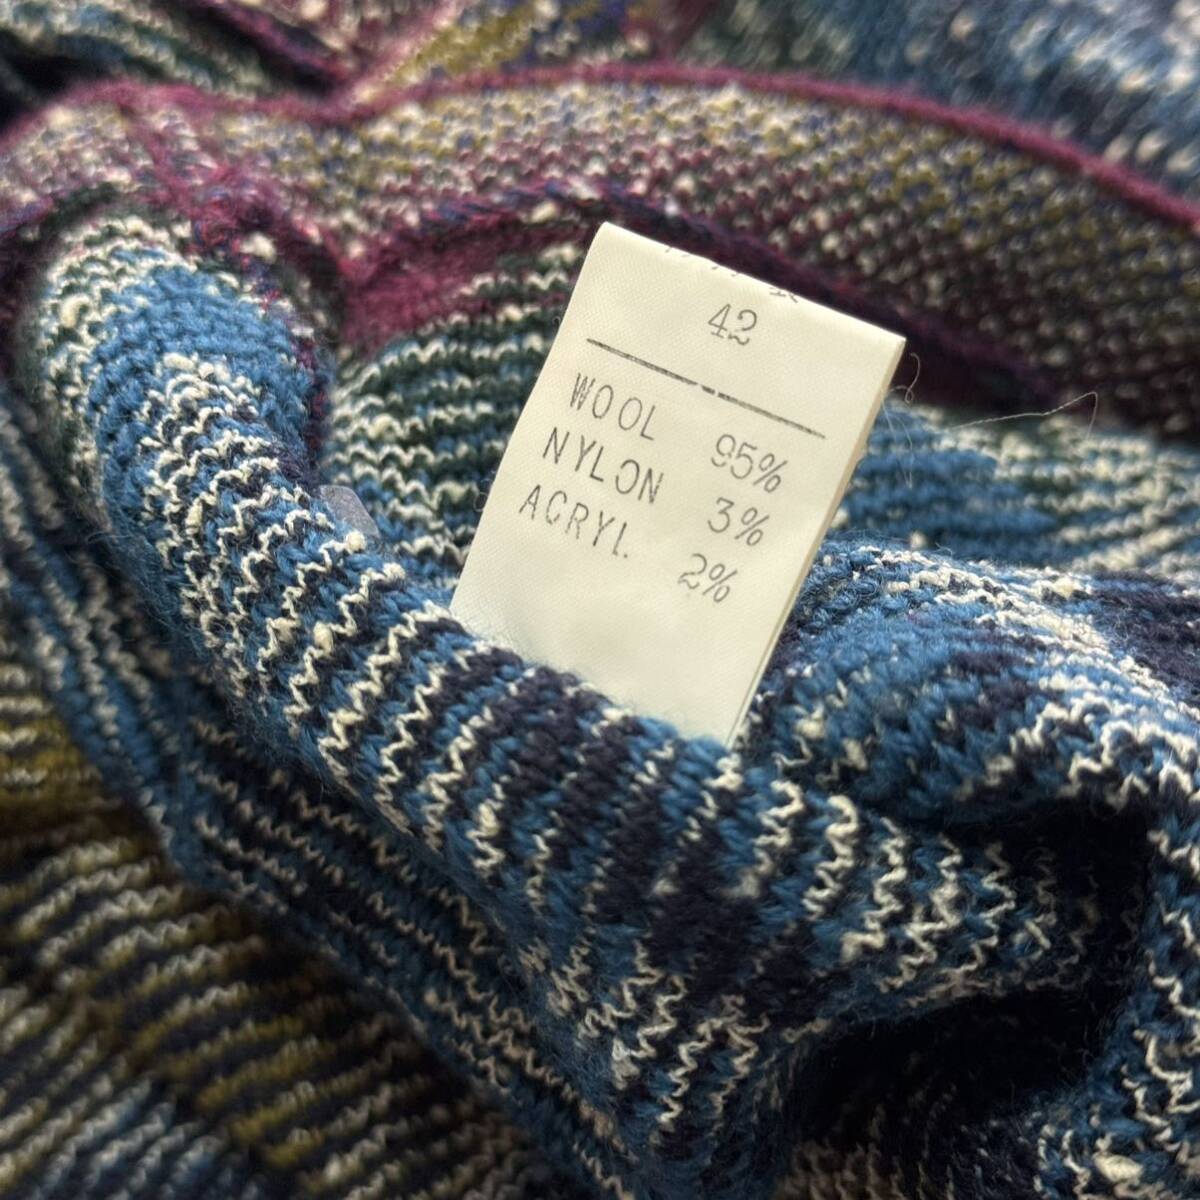 42
WOOL 95%
NYLON 3%
ACRYL. 2%